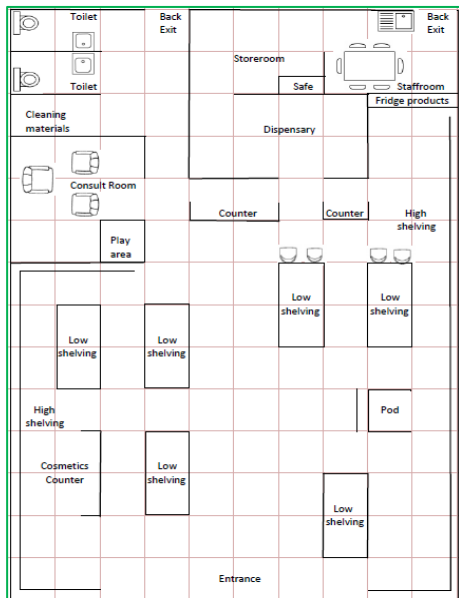 Toilet
Back
Exit
Back
Exit
Storeroom
Toilet
Safe
Staffroom
Fridge products
Cleaning
materials
Dispensary
Consult Room
Counter
Counter
High
shelving
Play
area
Low
shelving
Low
shelving
Low
shelving
Low
shelving
High
shelving
Pod
Cosmetics
Counter
Low
shelving
Low
shelving
Entrance